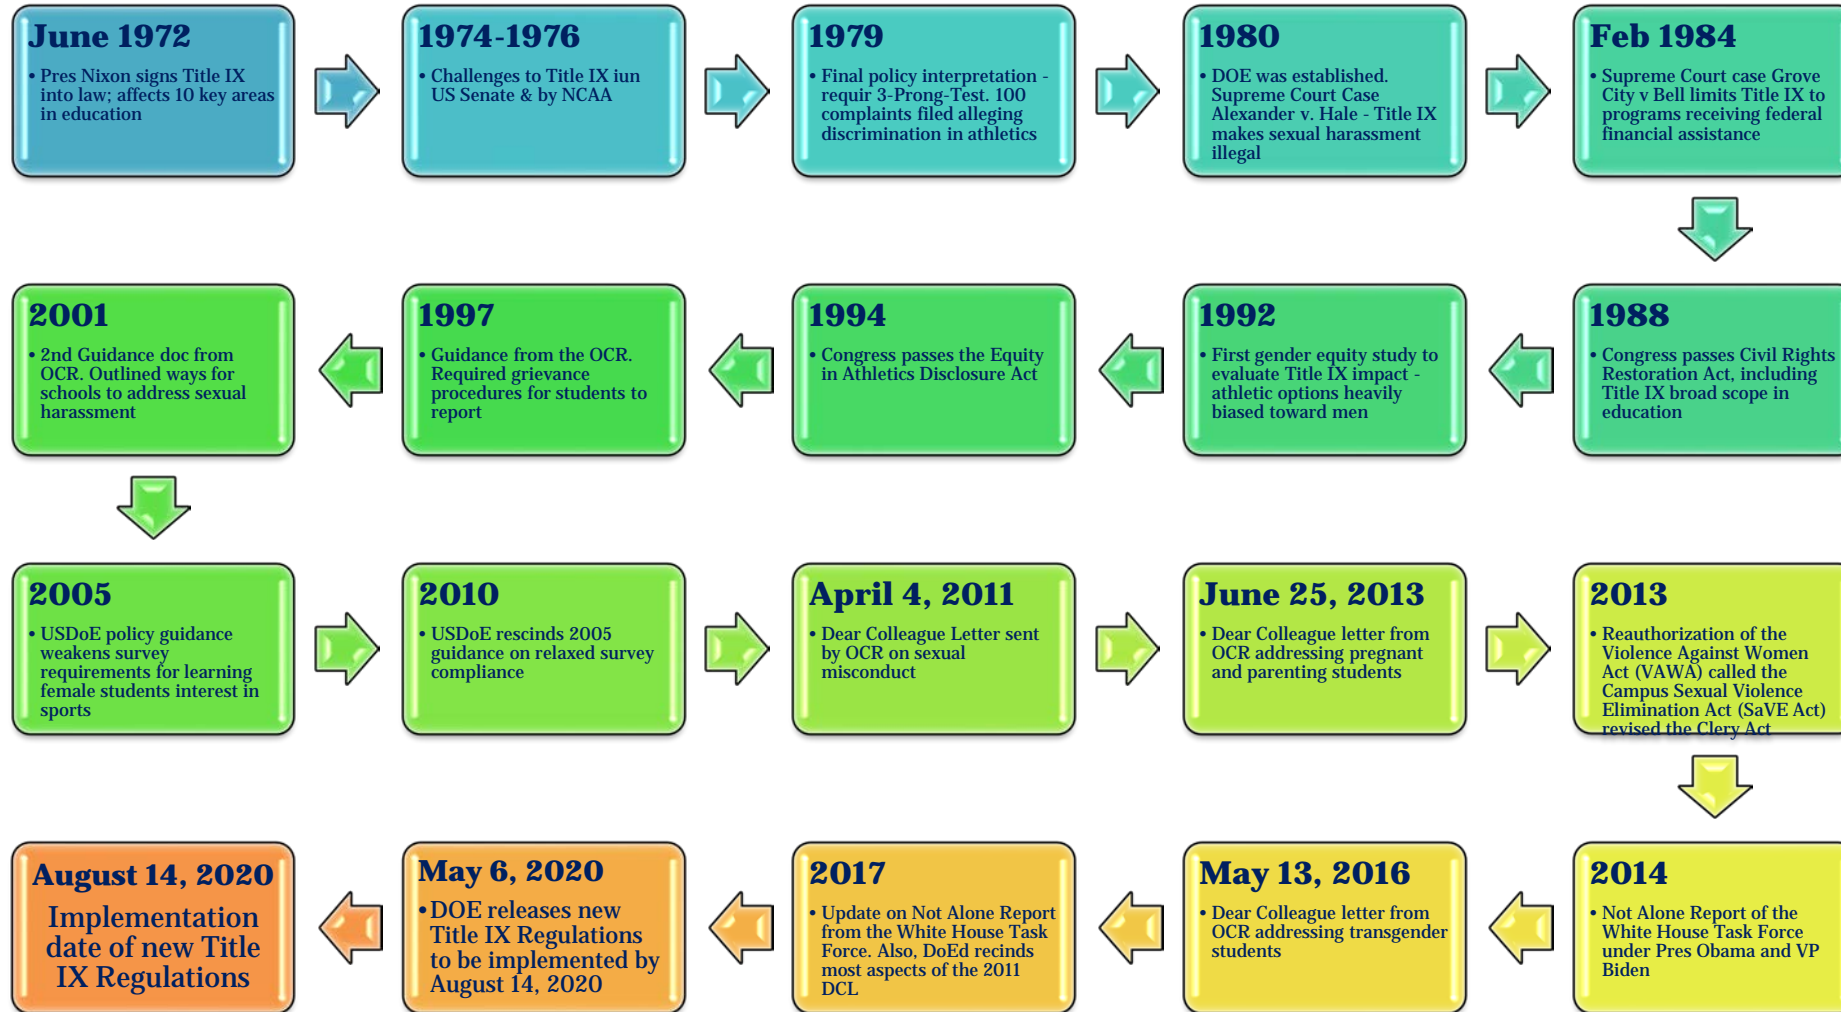 June 1972
• Pres Nixon signs Title IX
into law; affects 10 key areas
in education
1974-1976
• Challenges to Title IX iun
US Senate & by NCAA
1979
• Final policy interpretation -
requir 3-Prong-Test. 100
complaints filed alleging
discrimination in athletics
1980
• DOE was established.
Supreme Court Case
Alexander v. Hale - Title IX
makes sexual harassment
illegal
Feb 1984
• Supreme Court case Grove
City v Bell limits Title IX to
programs receiving federal
financial assistance
1988
• Congress passes Civil Rights
Restoration Act, including
Title IX broad scope in
education
1992
• First gender equity study to
evaluate Title IX impact -
athletic options heavily
biased toward men
1994
• Congress passes the Equity
in Athletics Disclosure Act
1997
• Guidance from the OCR.
Required grievance
procedures for students to
report
2001
• 2nd Guidance doc from
OCR. Outlined ways for
schools to address sexual
harassment
2005
• USDoE policy guidance
weakens survey
requirements for learning
female students interest in
sports
2010
• USDoE rescinds 2005
guidance on relaxed survey
compliance
April 4, 2011
• Dear Colleague Letter sent
by OCR on sexual
misconduct
June 25, 2013
• Dear Colleague letter from
OCR addressing pregnant
and parenting students
2013
• Reauthorization of the
Violence Against Women
Act (VAWA) called the
Campus Sexual Violence
Elimination Act (SaVE Act)
revised the Clery Act
2014
• Not Alone Report of the
White House Task Force
under Pres Obama and VP
Biden
May 13, 2016
• Dear Colleague letter from
OCR addressing transgender
students
2017
• Update on Not Alone Report
from the White House Task
Force. Also, DoEd recinds
most aspects of the 2011
DCL
May 6, 2020
• DOE releases new
Title IX Regulations
to be implemented by
August 14, 2020
August 14, 2020
Implementation
date of new Title
IX Regulations